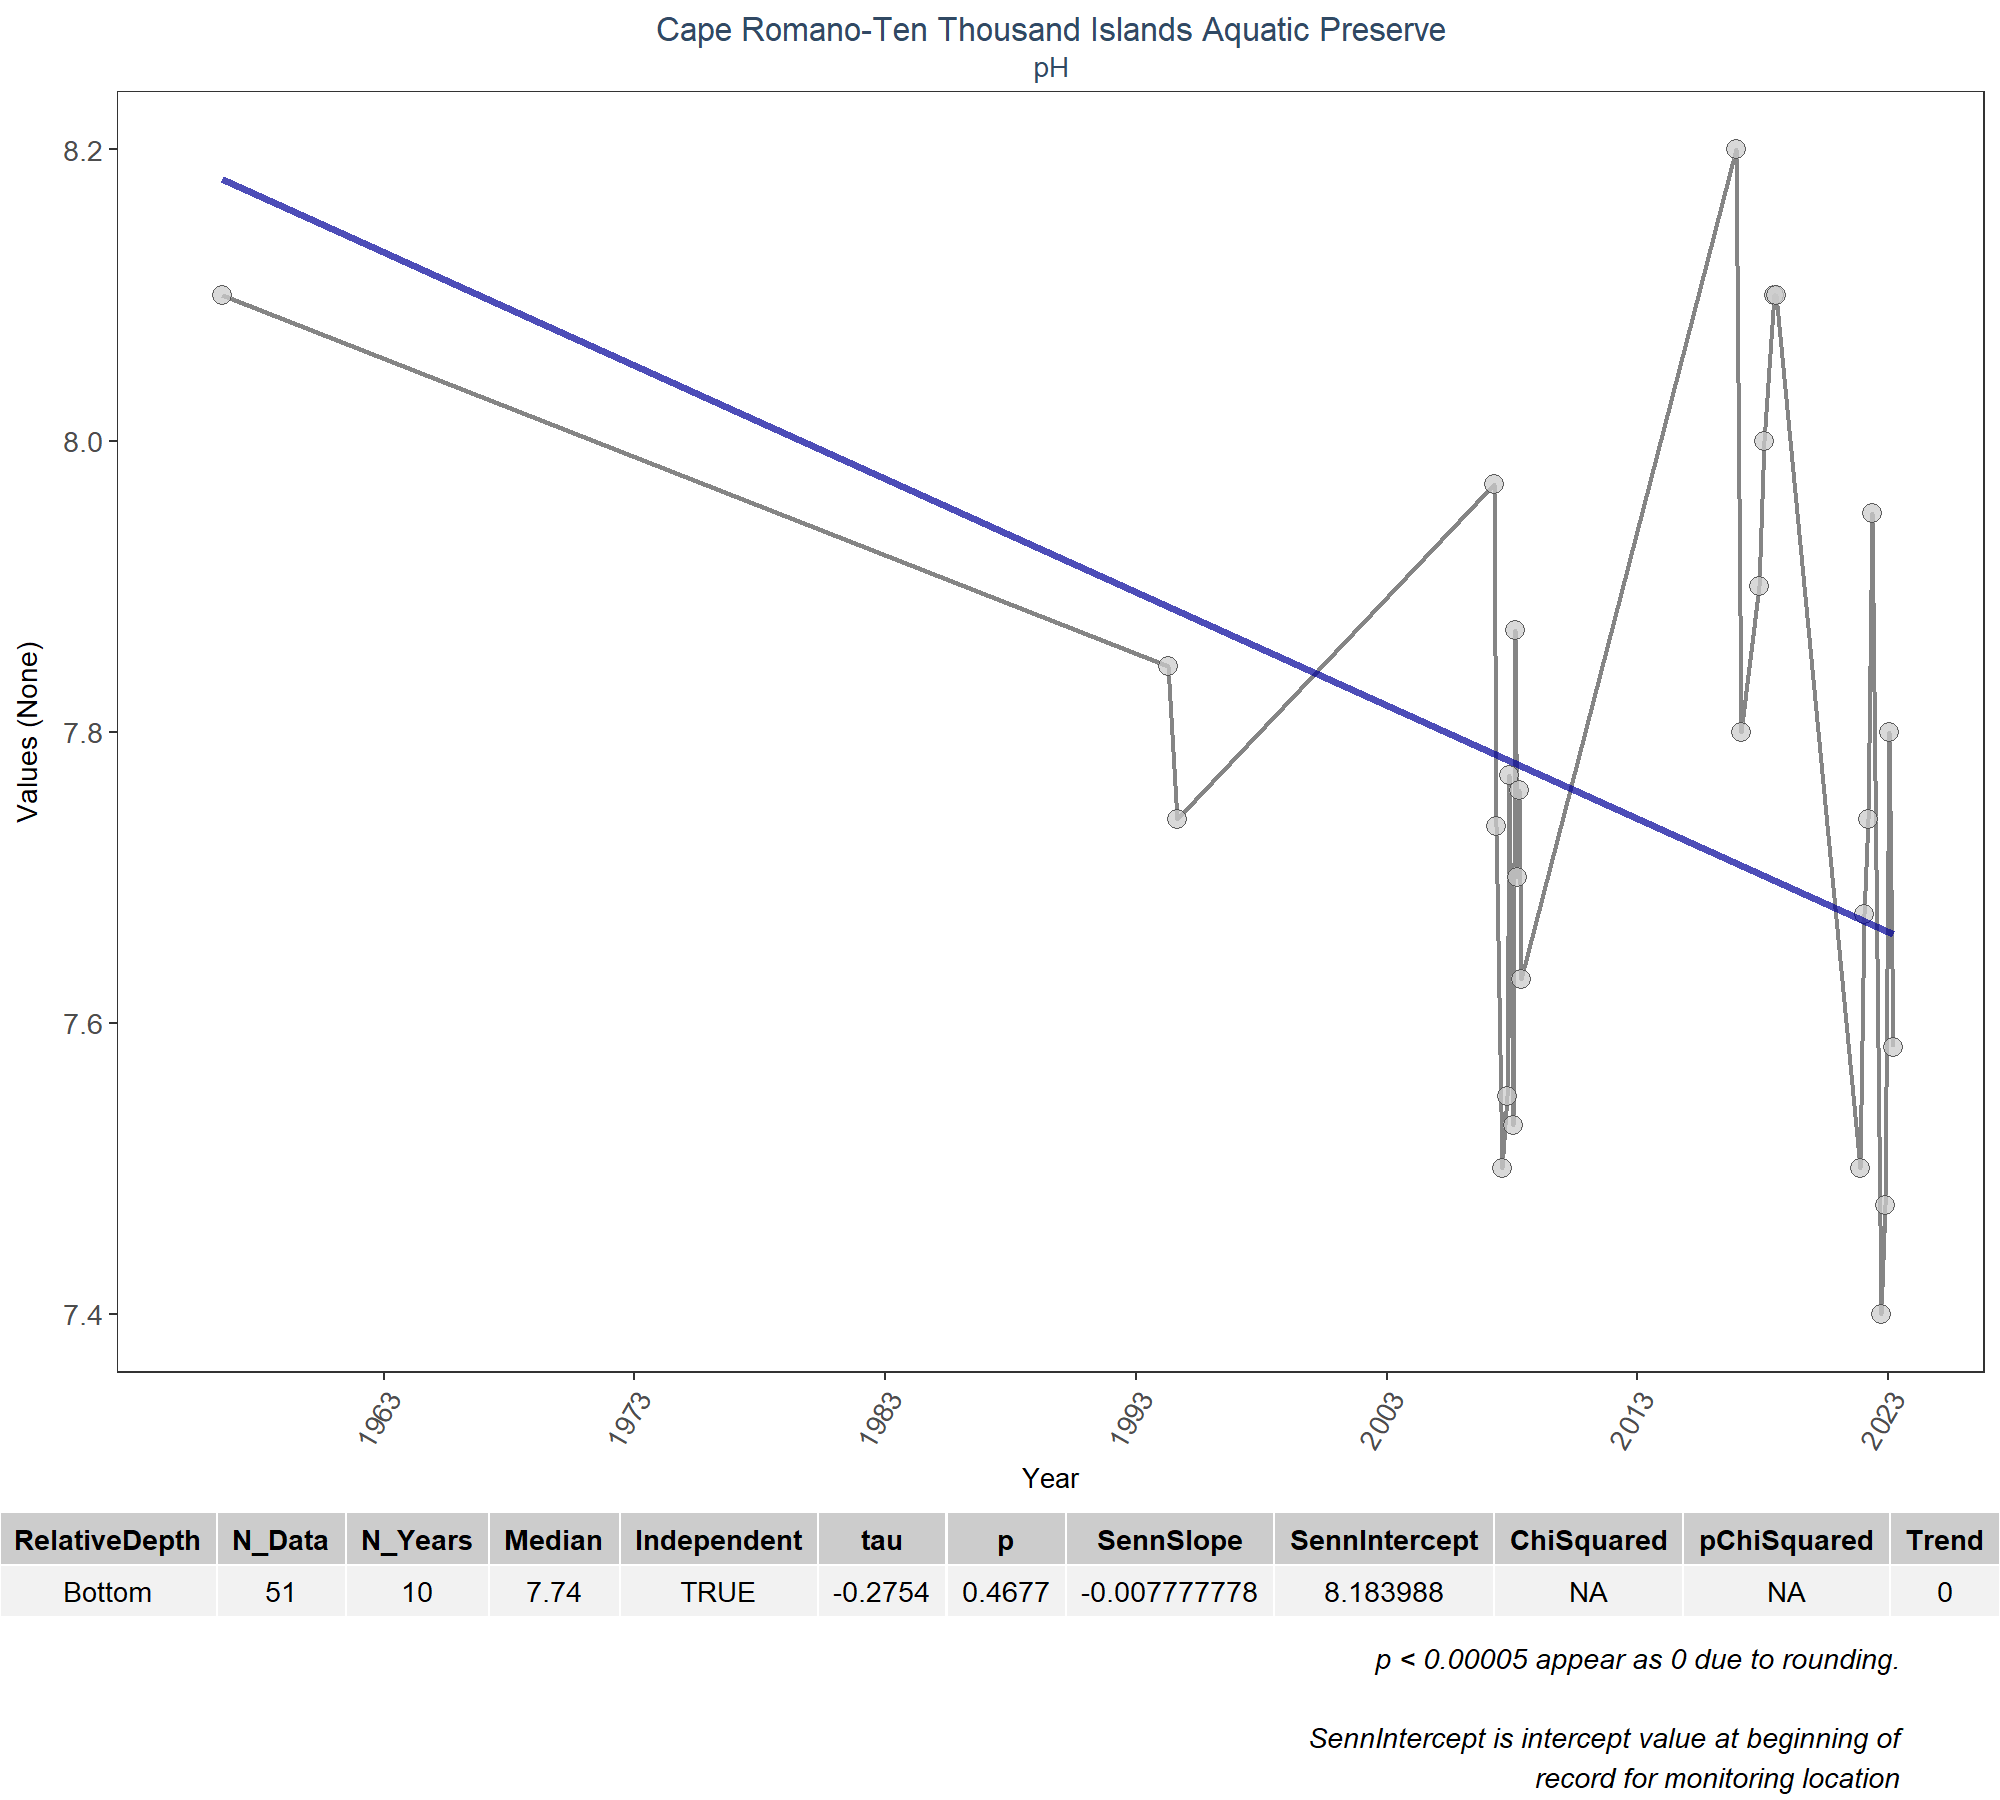 Cape Romano-Ten Thousand Islands Aquatic Preserve
pH
Values (None)
8.2
8.0
7.8
7.6
7.4
1963
1973
1983
1993
2003
2013
2023
Year
RelativeDepth N_Data N_Years Median Independent tau p SennSlope SennIntercept ChiSquared pChiSquared Trend
Bottom 51 10 7.74 TRUE -0.2754 0.4677 -0.007777778 8.183988 NA NA 0
p < 0.00005 appear as 0 due to rounding.
SennIntercept is intercept value at beginning of
record for monitoring location